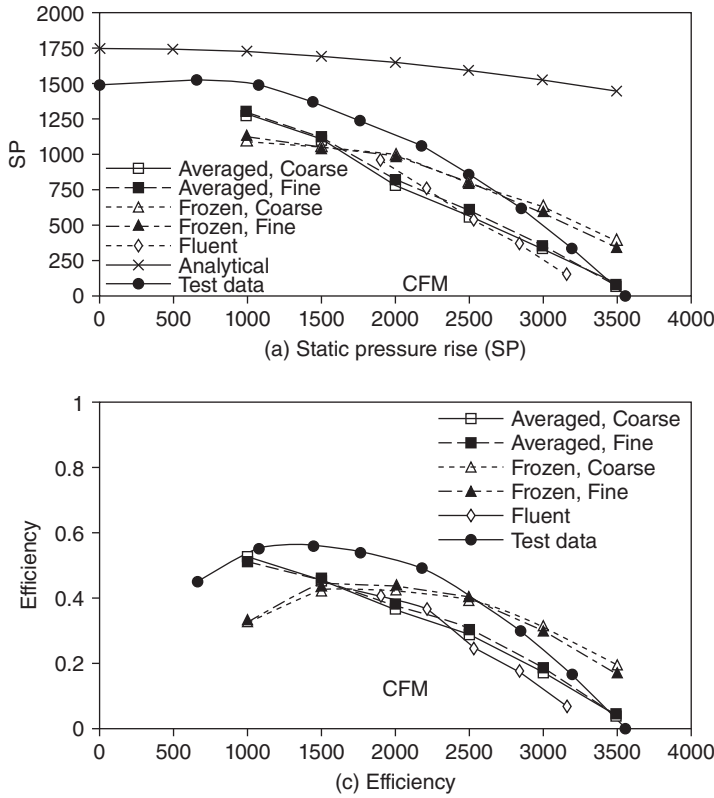 2000
1750
1500
1250
1000
750
500
250
0
SP
Averaged, Coarse
Averaged, Fine
Frozen, Coarse
Frozen, Fine
Fluent
Analytical
Test data
CFM
0 500 1000 1500 2000 2500 3000 3500 4000
(a) Static pressure rise (SP)
1
0.8
0.6
0.4
0.2
0
Efficiency
Averaged, Coarse
Averaged, Fine
Frozen, Coarse
Frozen, Fine
Fluent
Test data
CFM
0 500 1000 1500 2000 2500 3000 3500 4000
(c) Efficiency